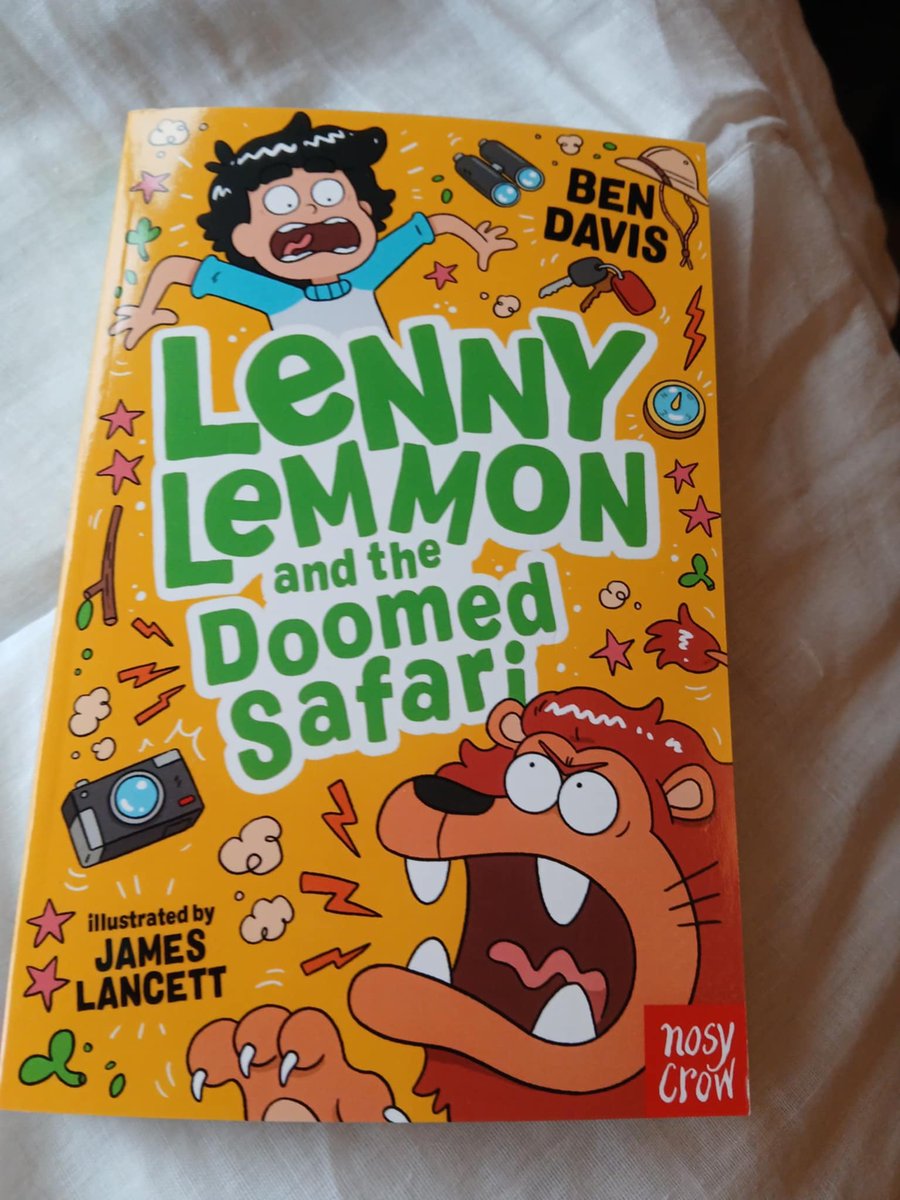 BEN
DAVIS
LeNNY
LeMMON
and the
Doomed
Safari
illustrated by
JAMES
LANCETT
nosy
crow